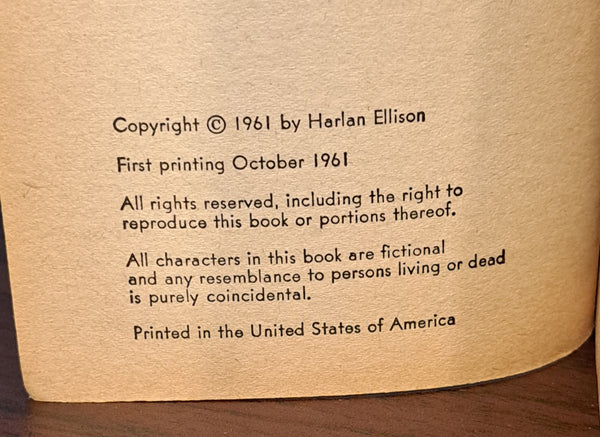 Copyright © 1961 by Harlan Ellison
First printing October 1961
All rights reserved, including the right to
reproduce this book or portions thereof.
All characters in this book are fictional
and any resemblance to persons living or dead
is purely coincidental.
Printed in the United States of America